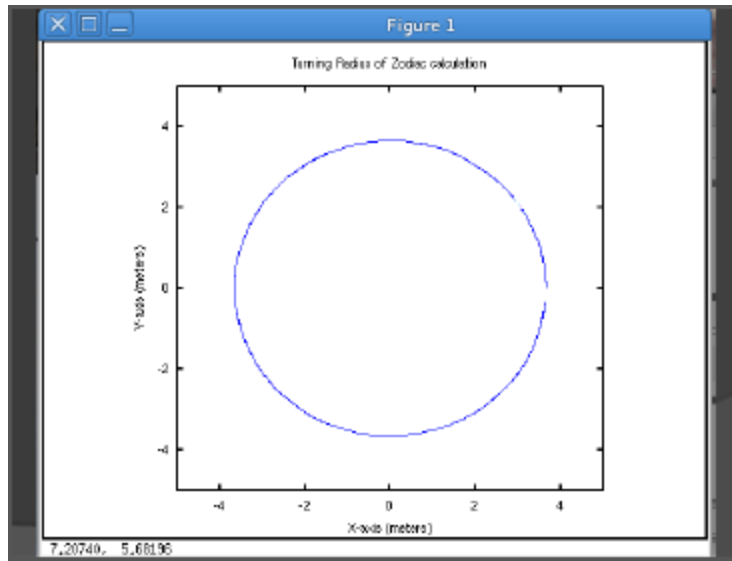 Figure 1
Turning Radius of Zodiac calculation
4
2
0
-2
-4
Y-axis (meters)
-4 -2 0 2 4
X-axis (meters)
7.20740, 5.68196